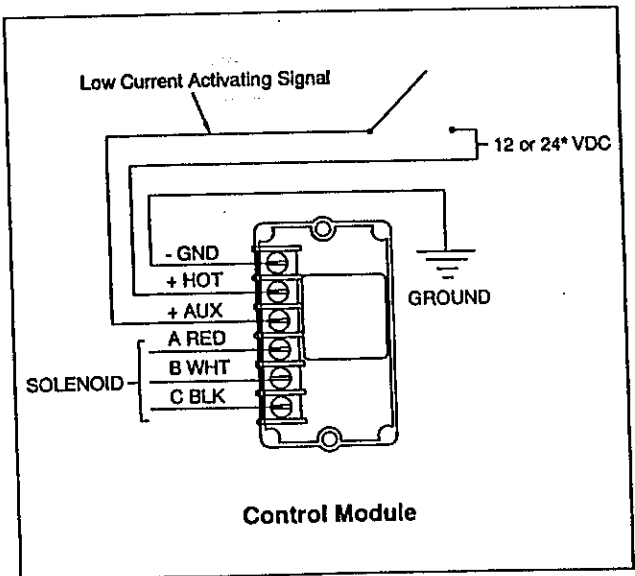 Low Current Activating Signal
12 or 24* VDC
- GND
+ HOT
+ AUX
A RED
B WHT
C BLK
SOLENOID
GROUND
Control Module